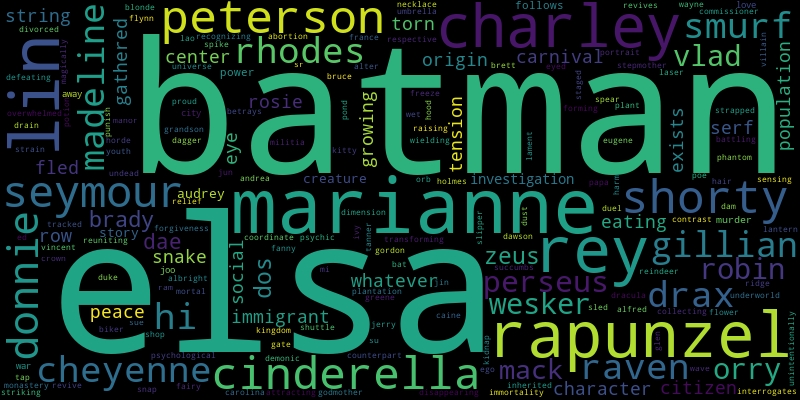 necklace follows revives wayne love
blonde umbrella commissioner
string peterson charley smurf
flynn abortion france torn
divorced lao recognizing respective
gathered spike rhodes origin carnival portrait villain
center alter brett eyed vlad
defeating universe power sr stepmother
lin madeline batman population
magically proud rosie bruce freeze laser
away city betrays pond staged spear plant
overwhelmed punish hood forming strapped
drain manor dagger militia growing wet raising tension wielding exists serf battling
strain horde grandson eye kitty lament eugene phantom
fled youth jun
undead andrea creature orb holmes investigation papa poe hair sensing
seymour audrey marianne harm shorty dam
relief duel contrast murder
brady forgiveness dimension ivy dust eating lantern
row tracked story coordinate psychic tanner slipper rey gillian
donnie vincent reuniting dae fanny gordon dawson zeus
crown snake social bat transforming succumbs reindeer robin
elsa joo albright dos whatever lin perseus ridge
duke ram mortal plantation dracula underworld
peace hi greene wesker sled drax
immigrant mi caine alfred collecting flower
biker sue kingdom shuttle jerry rapunzel
war shop gate su ego kidnap unintentionally
tap psychological demonic counterpart raven wave orry
cheyenne cinderella mack
monastery revive fairy inherited character citizen
striking snap carolina attracting godmother disappearing immortality interrogates